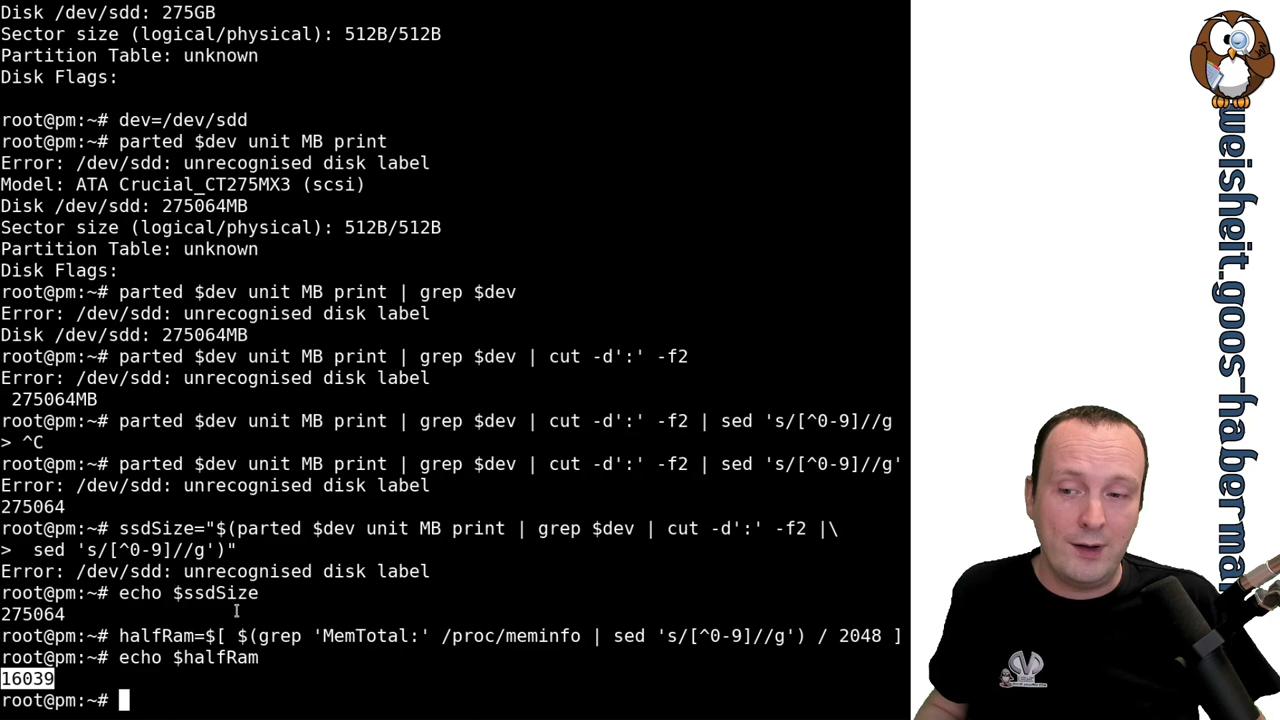 Disk /dev/sdd: 275GB
Sector size (logical/physical): 512B/512B
Partition Table: unknown
Disk Flags:
root@pm:~# dev=/dev/sdd
root@pm:~# parted $dev unit MB print
Error: /dev/sdd: unrecognised disk label
Model: ATA Crucial_CT275MX3 (scsi)
Disk /dev/sdd: 275064MB
Sector size (logical/physical): 512B/512B
Partition Table: unknown
Disk Flags:
root@pm:~# parted $dev unit MB print | grep $dev
Error: /dev/sdd: unrecognised disk label
Disk /dev/sdd: 275064MB
root@pm:~# parted $dev unit MB print | grep $dev | cut -d':' -f2
Error: /dev/sdd: unrecognised disk label
 275064MB
root@pm:~# parted $dev unit MB print | grep $dev | cut -d':' -f2 | sed 's/[^0-9]//g
> ^C
root@pm:~# parted $dev unit MB print | grep $dev | cut -d':' -f2 | sed 's/[^0-9]//g'
Error: /dev/sdd: unrecognised disk label
275064
root@pm:~# ssdSize="$(parted $dev unit MB print | grep $dev | cut -d':' -f2 |\
>  sed 's/[^0-9]//g')"
Error: /dev/sdd: unrecognised disk label
root@pm:~# echo $ssdSize
275064
root@pm:~# halfRam=$[ $(grep 'MemTotal:' /proc/meminfo | sed 's/[^0-9]//g') / 2048 ]
root@pm:~# echo $halfRam
16039
root@pm:~#
weisheit.goos-haberma